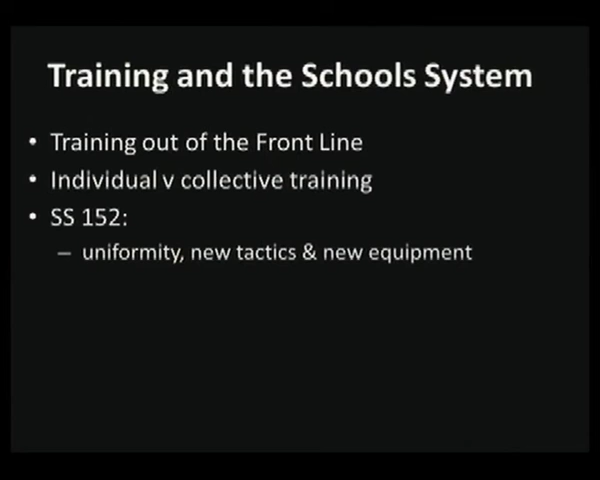 Training and the Schools System
• Training out of the Front Line
• Individual v collective training
• SS 152:
– uniformity, new tactics & new equipment